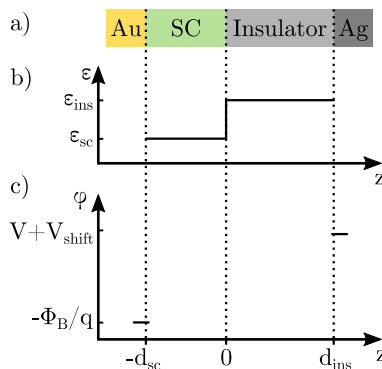 a) Au SC Insulator Ag
b) ε
ε_ins
ε_sc
z
c) φ
V+V_shift
-Φ_B/q
-d_sc 0 d_ins z